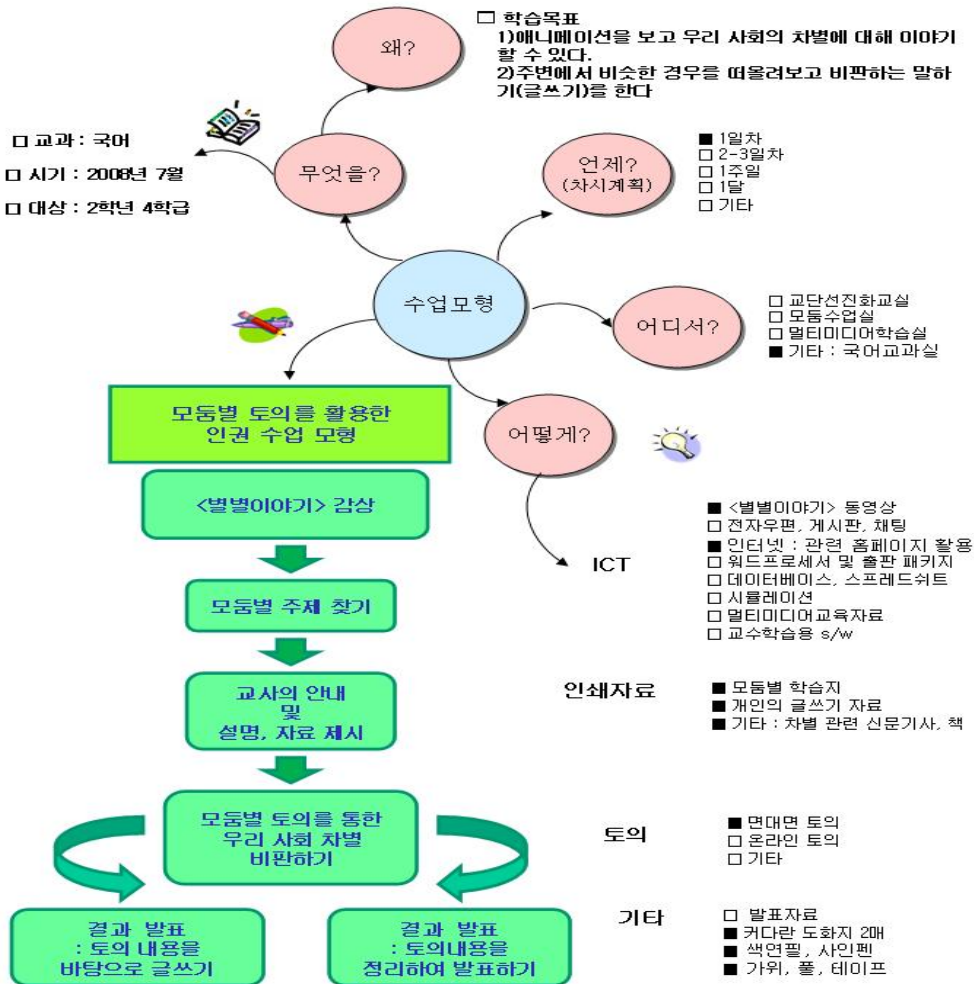 왜?
□ 학습목표
1)애니메이션을 보고 우리 사회의 차별에 대해 이야기
할 수 있다.
2)주변에서 비슷한 경우를 떠올려보고 비판하는 말하
기(글쓰기)를 한다
□ 교과 : 국어
□ 시기 : 2008년 7월
□ 대상 : 2학년 4학급
무엇을?
언제?
(차시계획)
■ 1일차
□ 2-3일차
□ 1주일
□ 1달
□ 기타
수업모형
어디서?
□ 교단선진화교실
□ 모둠수업실
□ 멀티미디어학습실
■ 기타 : 국어교과실
모둠별 토의를 활용한
인권 수업 모형
어떻게?
<별별이야기> 감상
ICT
■ <별별이야기> 동영상
□ 전자우편, 게시판, 채팅
■ 인터넷 : 관련 홈페이지 활용
□ 워드프로세서 및 출판 패키지
□ 데이터베이스, 스프레드쉬트
□ 시뮬레이션
□ 멀티미디어교육자료
□ 교수학습용 s/w
모둠별 주제 찾기
교사의 안내
및
설명, 자료 제시
인쇄자료
■ 모둠별 학습지
■ 개인의 글쓰기 자료
■ 기타 : 차별 관련 신문기사, 책
모둠별 토의를 통한
우리 사회 차별
비판하기
토의
■ 면대면 토의
□ 온라인 토의
□ 기타
결과 발표
: 토의 내용을
바탕으로 글쓰기
결과 발표
: 토의내용을
정리하여 발표하기
기타
□ 발표자료
■ 커다란 도화지 2매
■ 색연필, 사인펜
■ 가위, 풀, 테이프